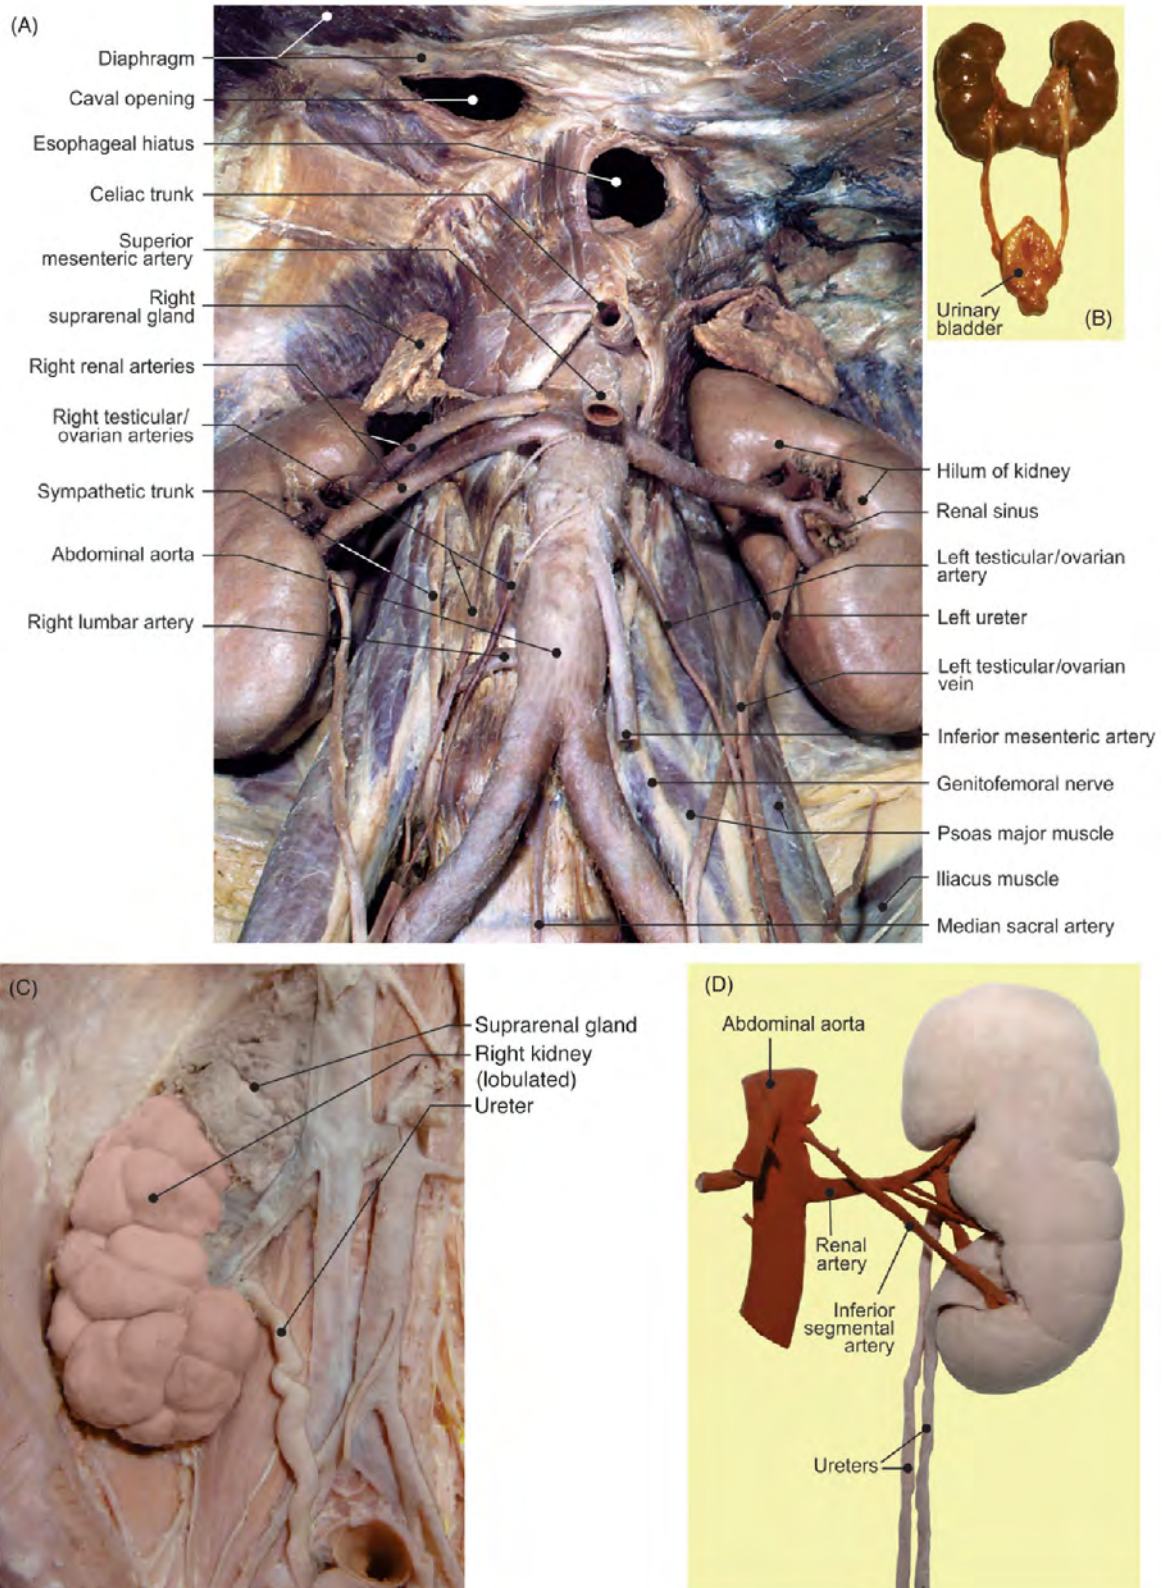 (A)
Diaphragm
Caval opening
Esophageal hiatus
Celiac trunk
Superior
mesenteric artery
Right
suprarenal gland
Right renal arteries
Right testicular/
ovarian arteries
Sympathetic trunk
Abdominal aorta
Right lumbar artery
Hilum of kidney
Renal sinus
Left testicular/ovarian
artery
Left ureter
Left testicular/ovarian
vein
Inferior mesenteric artery
Genitofemoral nerve
Psoas major muscle
Iliacus muscle
Median sacral artery
Urinary
bladder
(B)
(C)
Suprarenal gland
Right kidney
(lobulated)
Ureter
(D)
Abdominal aorta
Renal
artery
Inferior
segmental
artery
Ureters